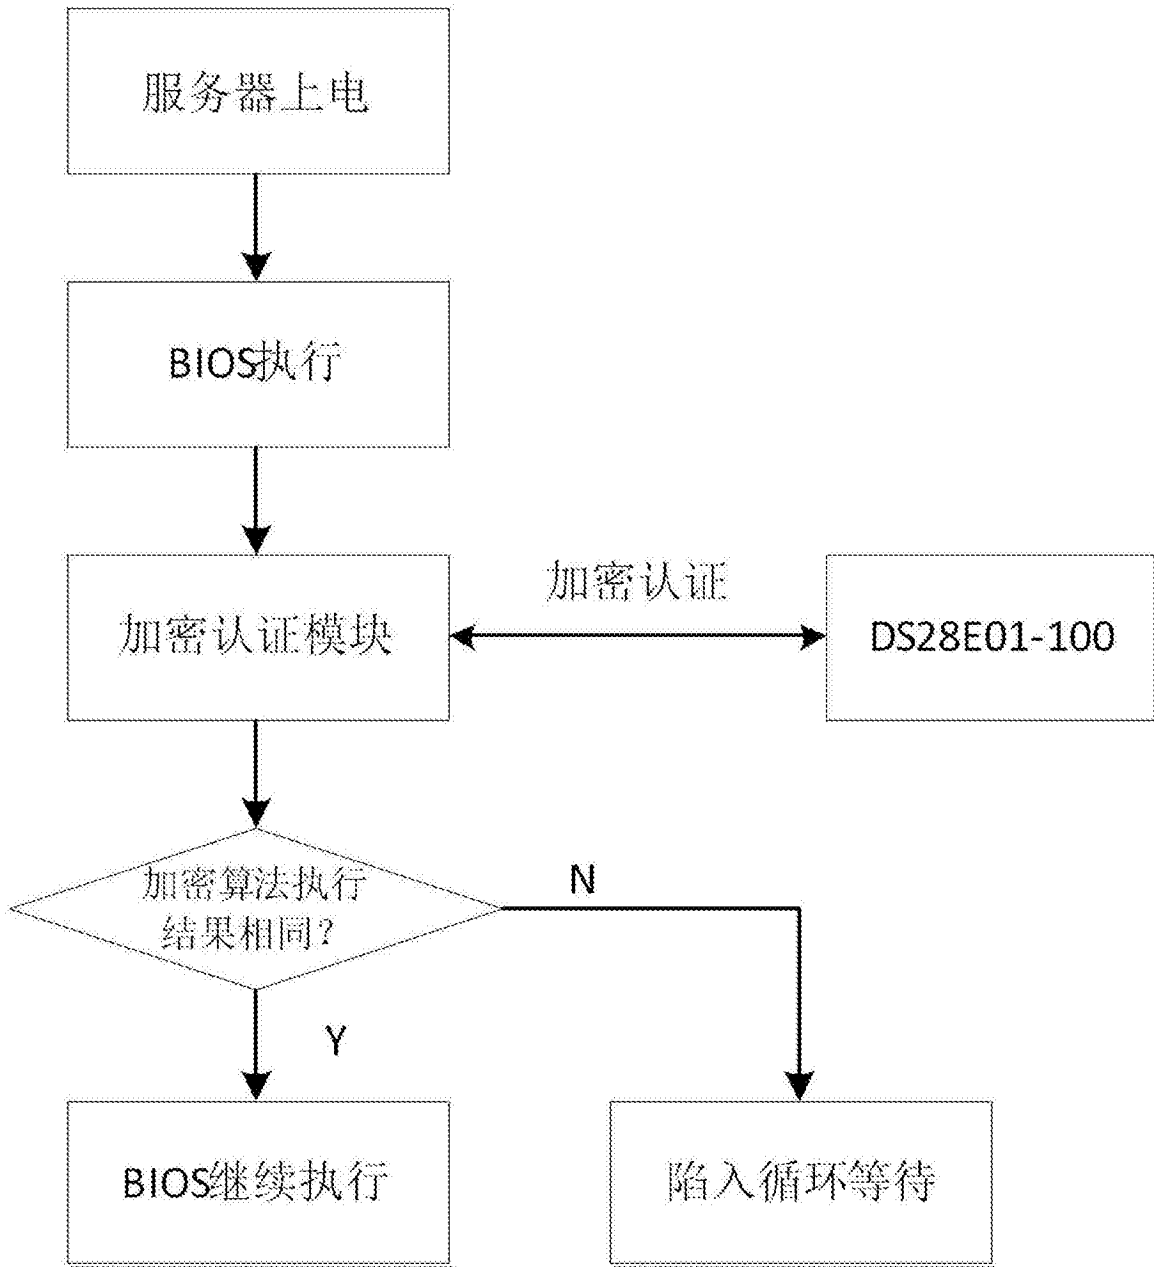 服务器上电
BIOS执行
加密认证
加密认证模块
DS28E01-100
加密算法执行
结果相同？
N
Y
BIOS继续执行
陷入循环等待